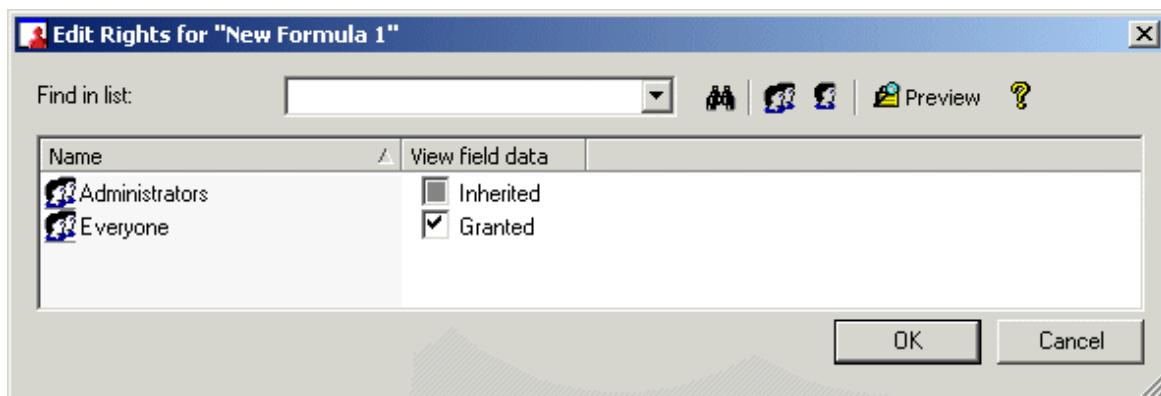 Edit Rights for "New Formula 1"
Find in list:
Preview
Name View field data
Administrators Inherited
Everyone Granted
OK Cancel